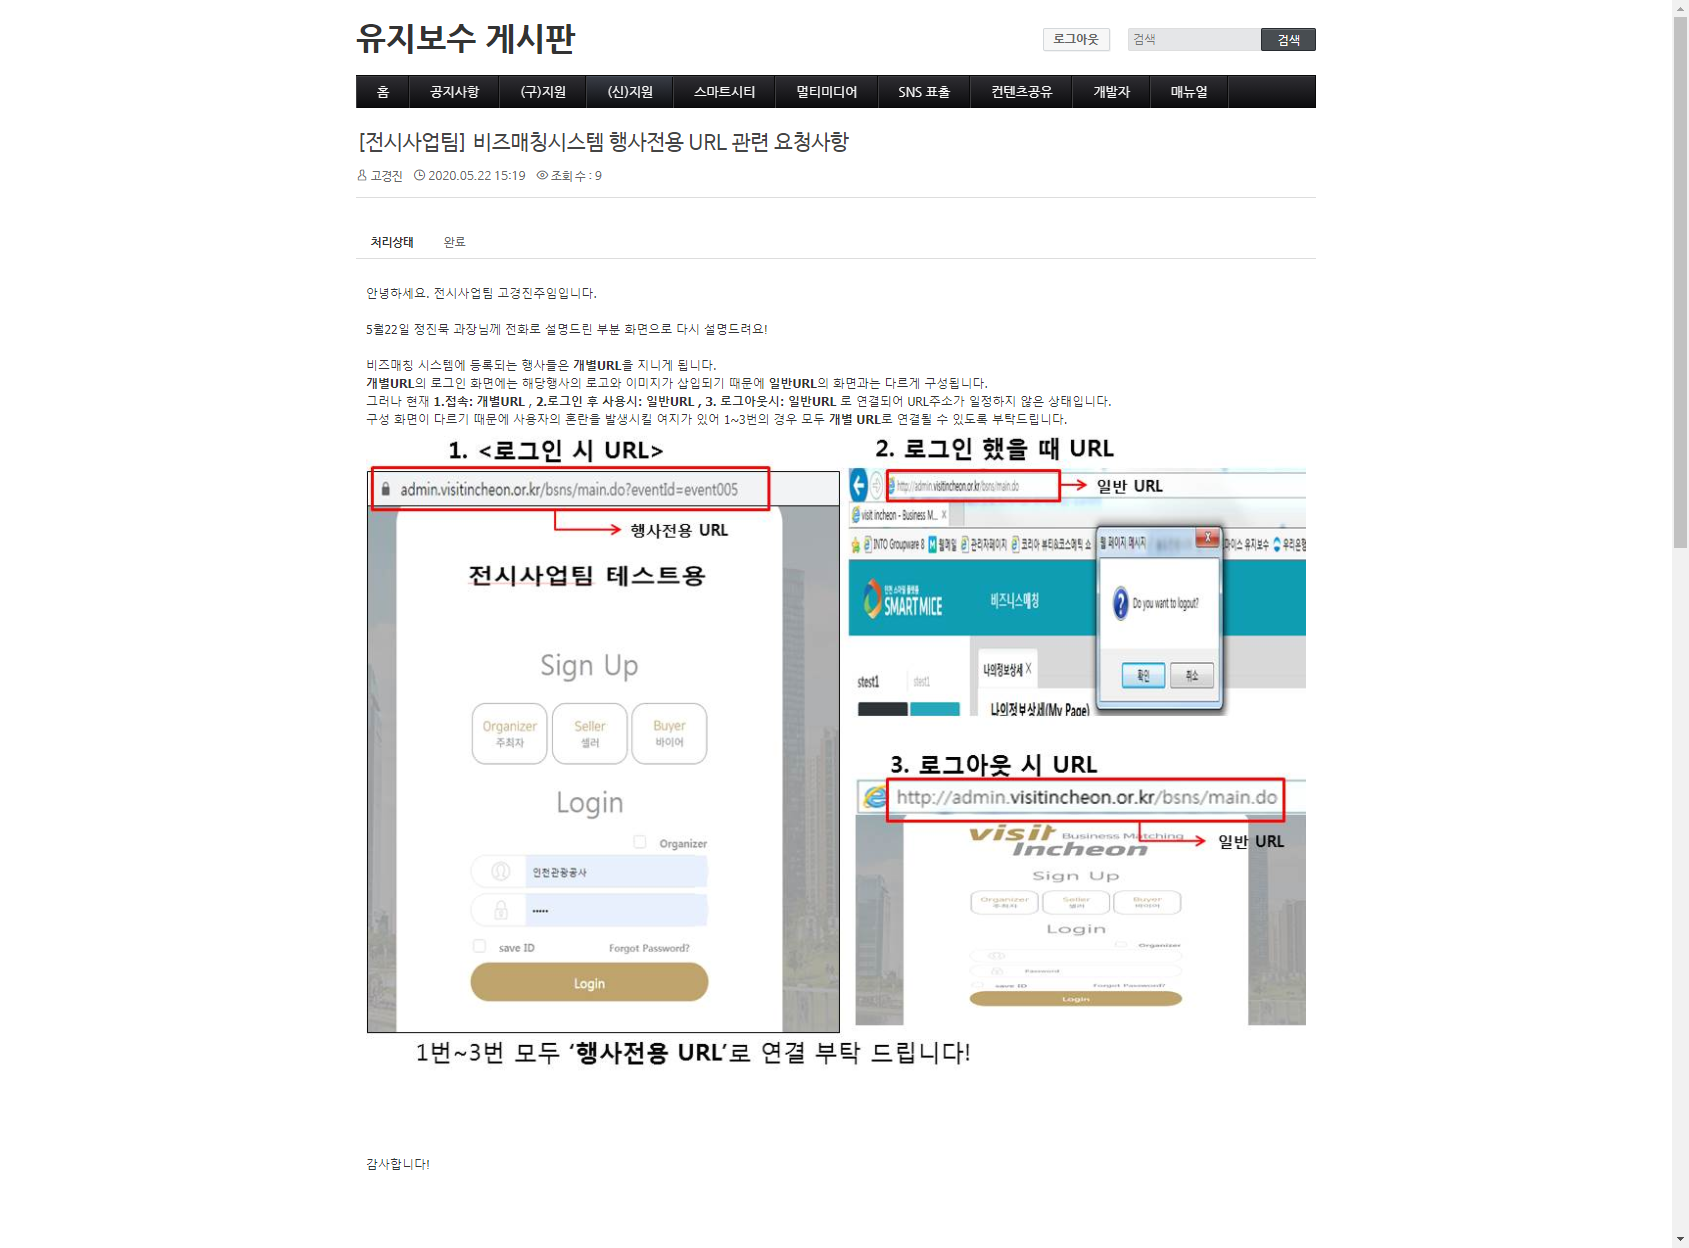 유지보수 게시판
로그아웃
검색
검색
홈
공지사항
(구)지원
(신)지원
스마트시티
멀티미디어
SNS 표출
컨텐츠공유
개발자
매뉴얼
[전시사업팀] 비즈매칭시스템 행사전용 URL 관련 요청사항
고경진 2020.05.22 15:19 조회 수 : 9
처리상태 완료
안녕하세요. 전시사업팀 고경진주임입니다.
5월22일 정진묵 과장님께 전화로 설명드린 부분 화면으로 다시 설명드려요!
비즈매칭 시스템에 등록되는 행사들은 개별URL을 지니게 됩니다.
개별URL의 로그인 화면에는 해당행사의 로고와 이미지가 삽입되기 때문에 일반URL의 화면과는 다르게 구성됩니다.
그러나 현재 1.접속: 개별URL , 2.로그인 후 사용시: 일반URL , 3. 로그아웃시: 일반URL 로 연결되어 URL주소가 일정하지 않은 상태입니다.
구성 화면이 다르기 때문에 사용자의 혼란을 발생시킬 여지가 있어 1~3번의 경우 모두 개별 URL로 연결될 수 있도록 부탁드립니다.
1. <로그인 시 URL>
admin.visitincheon.or.kr/bsns/main.do?eventId=event005
행사전용 URL
전시사업팀 테스트용
Sign Up
Organizer
주최자
Seller
셀러
Buyer
바이어
Login
Organizer
인천관광공사
•••••
save ID
Forgot Password?
Login
2. 로그인 했을 때 URL
http://admin.visitincheon.or.kr/bsns/main.do
일반 URL
visit incheon - Business M... X
INTO Groupware 8 웹메일 관리자페이지 코리아 뷰티&코스메틱 쇼
웹 페이지 메시지
마이스 유지보수 우리은행
SMARTMICE
비즈니스매칭
Do you want to logout?
확인
취소
stest1
stest1
나의정보상세 X
나의정보상세(My Page)
3. 로그아웃 시 URL
http://admin.visitincheon.or.kr/bsns/main.do
일반 URL
visit Business Matching
Incheon
Sign Up
Organizer
주최자
Seller
셀러
Buyer
바이어
Login
Organizer
Password
save ID
Forgot Password?
Login
1번~3번 모두 ‘행사전용 URL’로 연결 부탁 드립니다!
감사합니다!